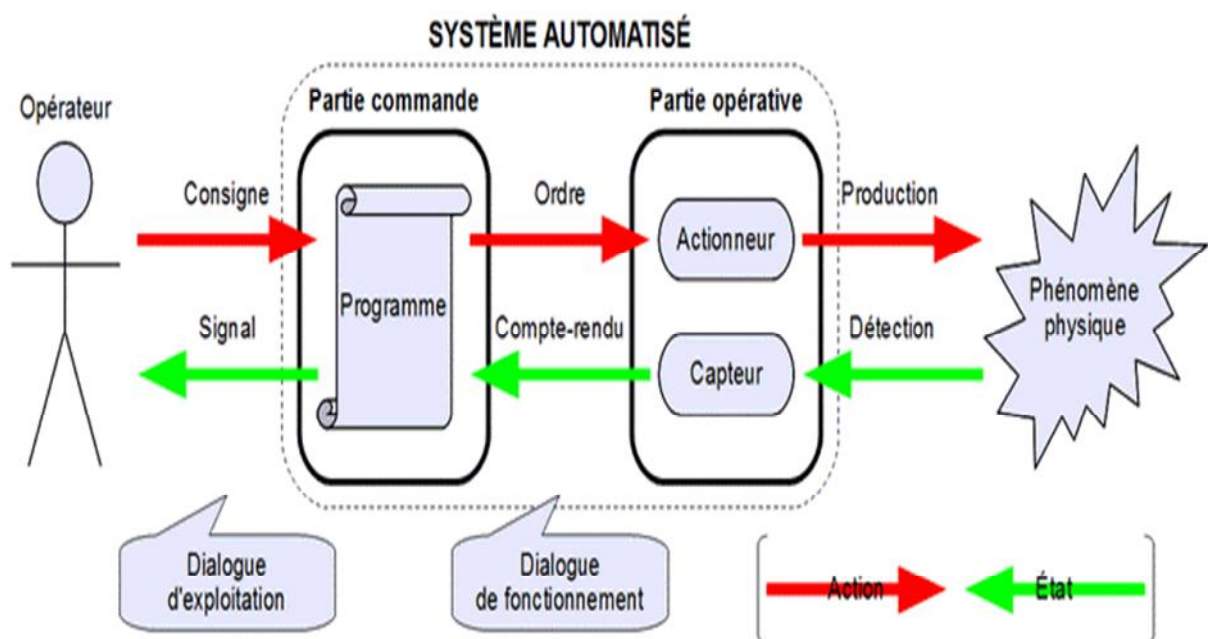 SYSTÈME AUTOMATISÉ
Opérateur
Partie commande
Partie opérative
Consigne
Ordre
Production
Programme
Actionneur
Phénomène
physique
Signal
Compte-rendu
Capteur
Détection
Dialogue
d'exploitation
Dialogue
de fonctionnement
Action
État